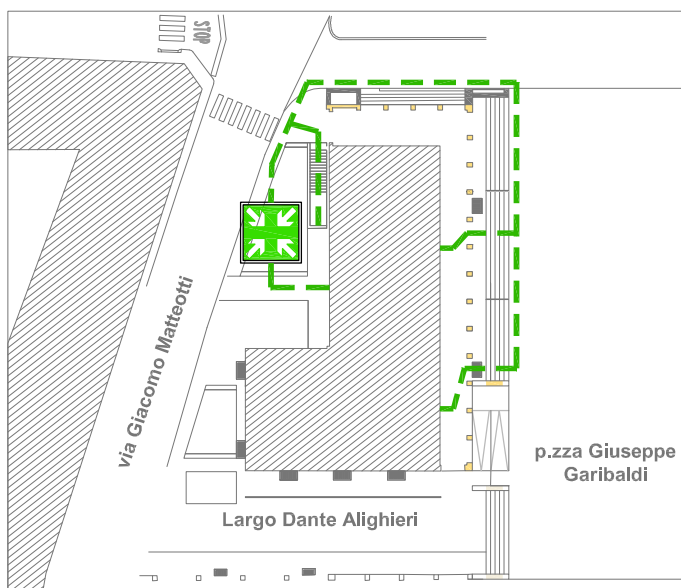 STOP
via Giacomo Matteotti
p.zza Giuseppe
Garibaldi
Largo Dante Alighieri